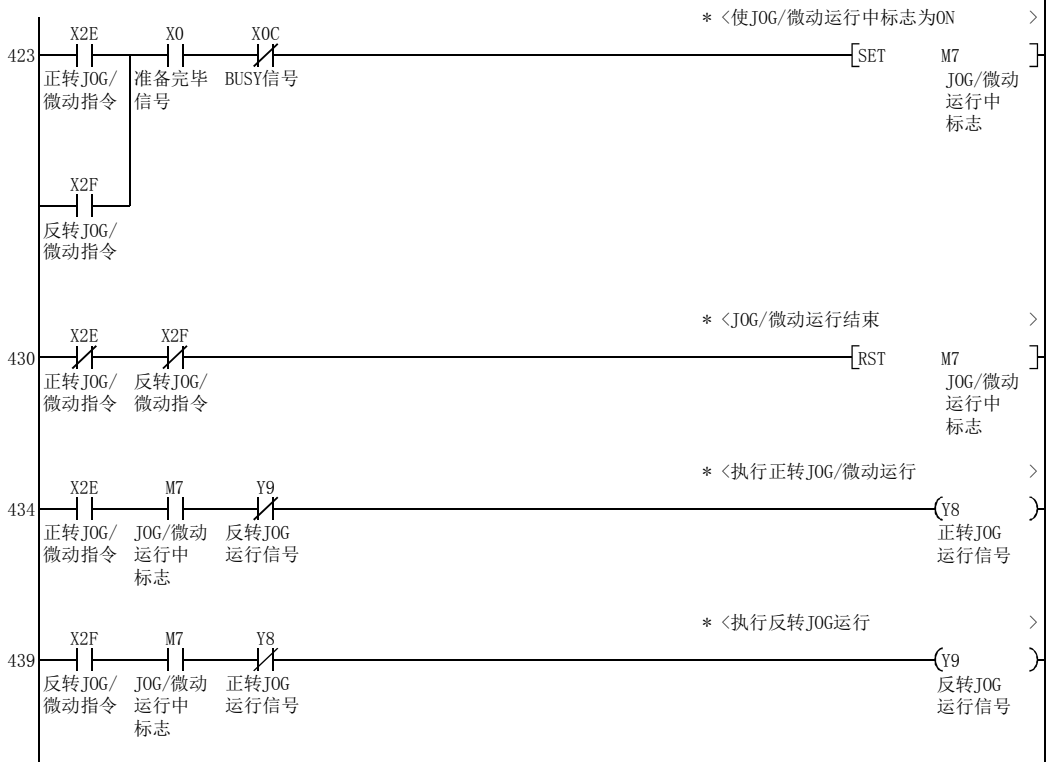 * <使JOG/微动运行中标志为ON >
X2E X0 X0C
423 SET M7
正转JOG/ 准备完毕 BUSY信号 JOG/微动
微动指令 信号 运行中
标志
X2F
反转JOG/
微动指令
* <JOG/微动运行结束 >
X2E X2F
430 RST M7
正转JOG/ 反转JOG/ JOG/微动
微动指令 微动指令 运行中
标志
* <执行正转JOG/微动运行 >
X2E M7 Y9
434 Y8
正转JOG/ JOG/微动 反转JOG 正转JOG
微动指令 运行中 运行信号 运行信号
标志
* <执行反转JOG运行 >
X2F M7 Y8
439 Y9
反转JOG/ JOG/微动 正转JOG 反转JOG
微动指令 运行中 运行信号 运行信号
标志